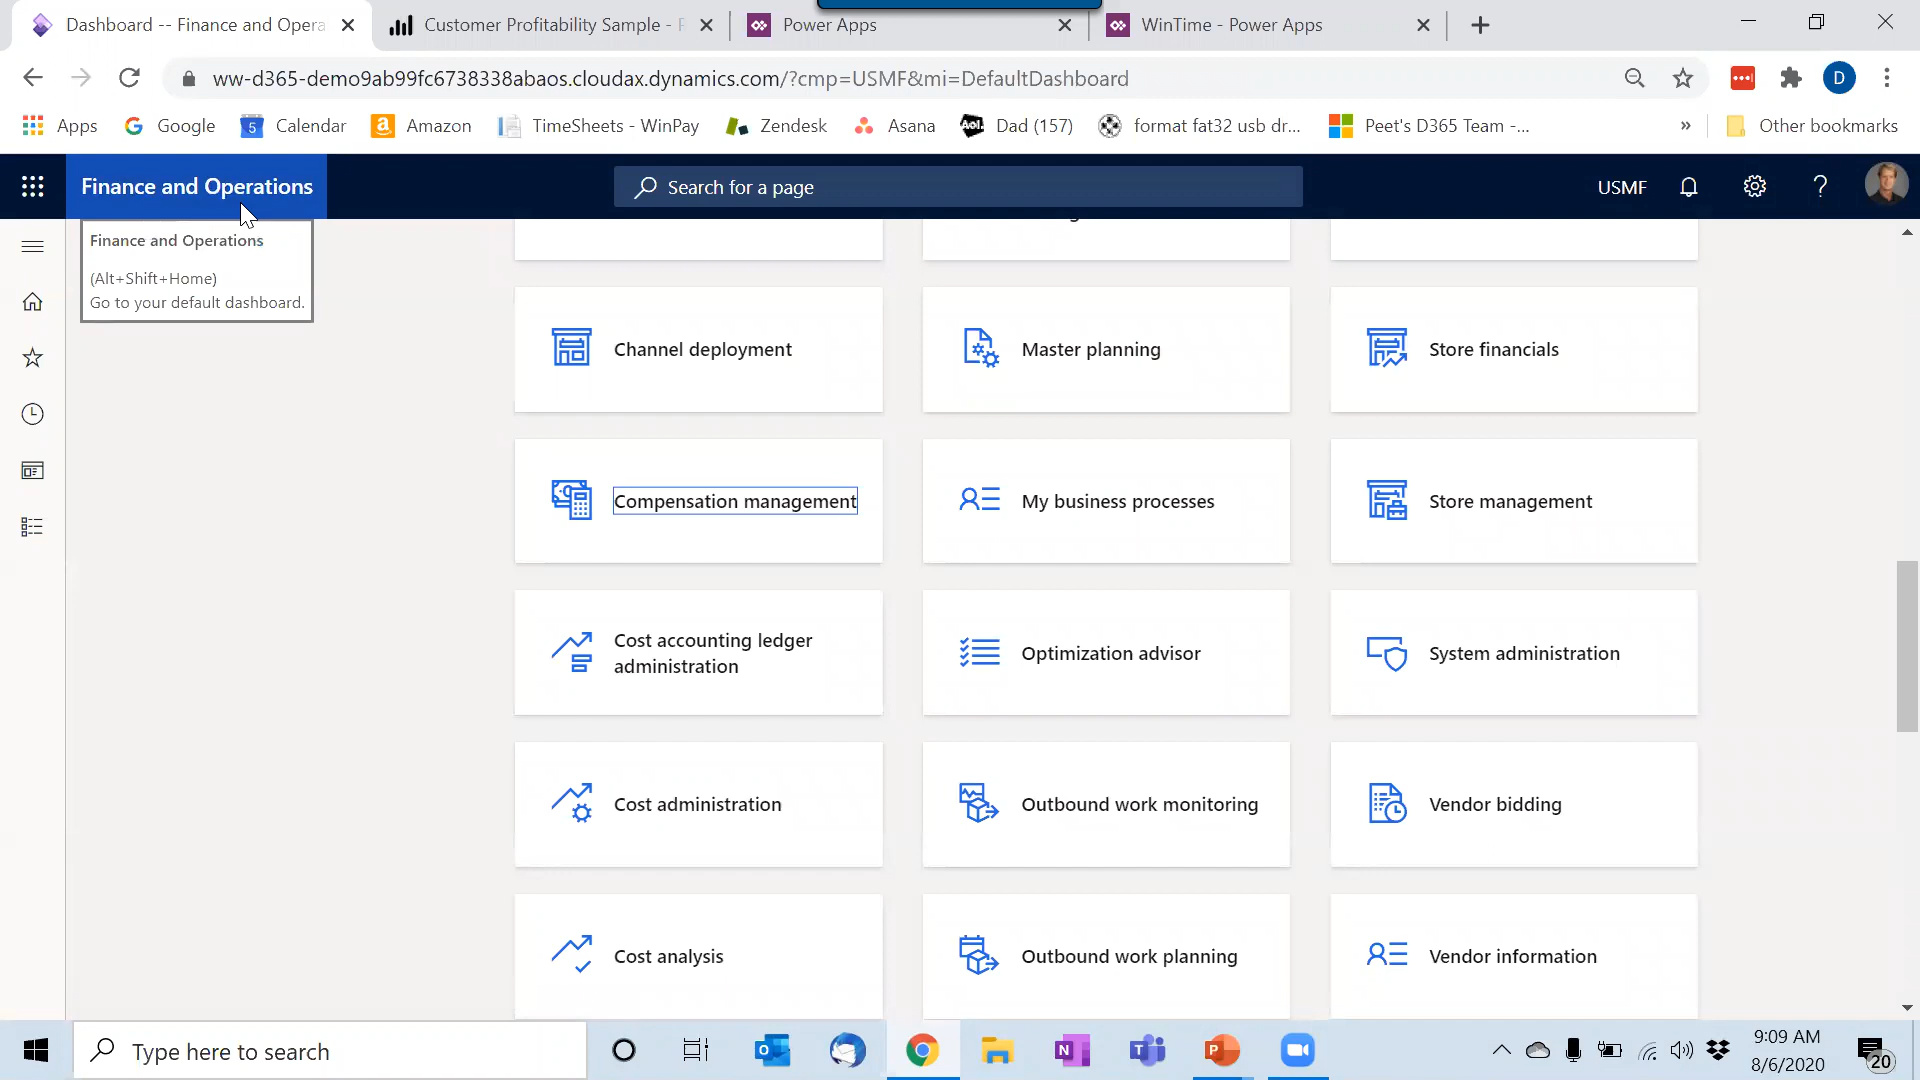 Dashboard -- Finance and Opera
Customer Profitability Sample - P
Power Apps
WinTime - Power Apps
ww-d365-demo9ab99fc6738338abaos.cloudax.dynamics.com/?cmp=USMF&mi=DefaultDashboard
D
Apps
Google
5
Calendar
Amazon
TimeSheets - WinPay
Zendesk
Asana
Aol.
Dad (157)
format fat32 usb dr...
Peet's D365 Team -...
»
Other bookmarks
Finance and Operations
Search for a page
USMF
?
Finance and Operations
(Alt+Shift+Home)
Go to your default dashboard.
Channel deployment
Master planning
Store financials
Compensation management
My business processes
Store management
Cost accounting ledger
administration
Optimization advisor
System administration
Cost administration
Outbound work monitoring
Vendor bidding
Cost analysis
Outbound work planning
Vendor information
Type here to search
9:09 AM
8/6/2020
20